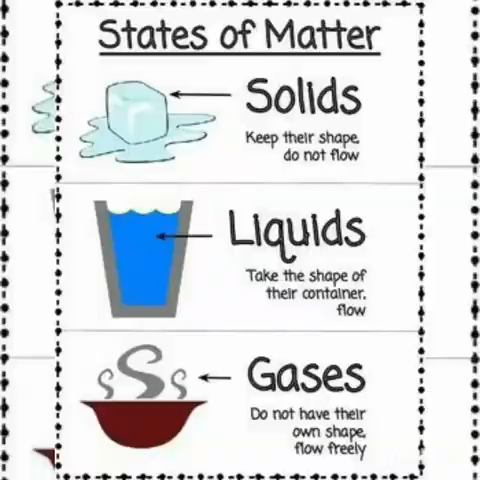 States of Matter
Solids
Keep their shape,
do not flow
Liquids
Take the shape of
their container,
flow
Gases
Do not have their
own shape,
flow freely